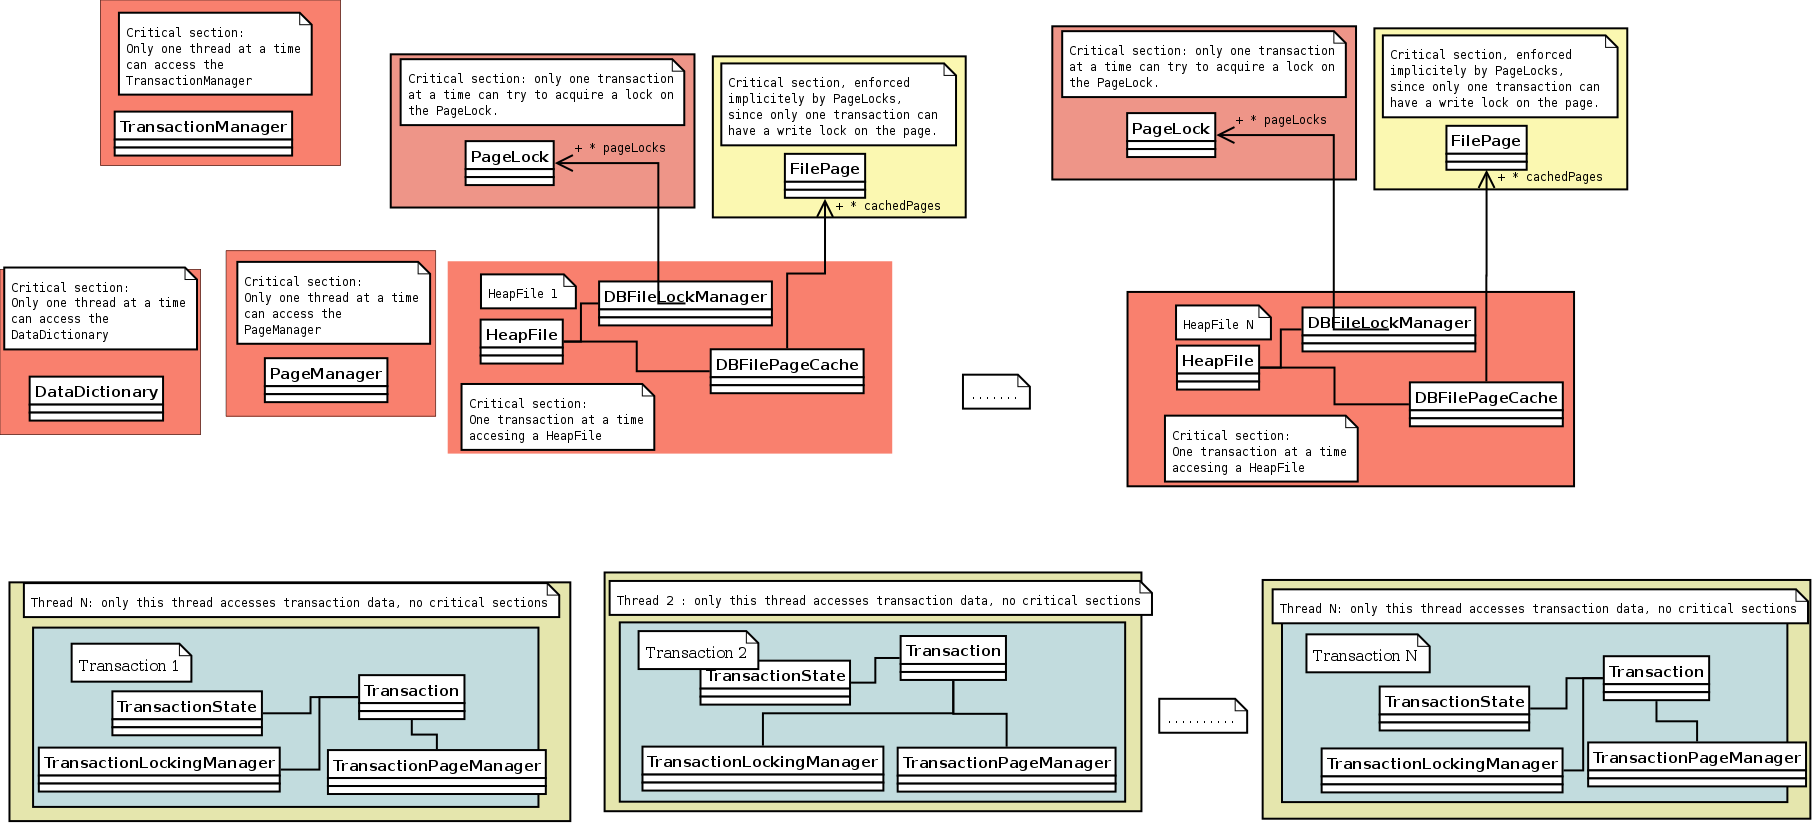 Critical section:
Only one thread at a time
can access the
TransactionManager
TransactionManager
Critical section: only one transaction
at a time can try to acquire a lock on
the PageLock.
PageLock
+ * pageLocks
Critical section, enforced
implicitely by PageLocks,
since only one transaction can
have a write lock on the page.
FilePage
+ * cachedPages
Critical section: only one transaction
at a time can try to acquire a lock on
the PageLock.
PageLock
+ * pageLocks
Critical section, enforced
implicitely by PageLocks,
since only one transaction can
have a write lock on the page.
FilePage
+ * cachedPages
Critical section:
Only one thread at a time
can access the
DataDictionary
DataDictionary
Critical section:
Only one thread at a time
can access the
PageManager
PageManager
HeapFile 1
DBFileLockManager
HeapFile
DBFilePageCache
Critical section:
One transaction at a time
accesing a HeapFile
.......
HeapFile N
DBFileLockManager
HeapFile
DBFilePageCache
Critical section:
One transaction at a time
accesing a HeapFile
Thread N: only this thread accesses transaction data, no critical sections
Transaction 1
Transaction
TransactionState
TransactionLockingManager
TransactionPageManager
Thread 2 : only this thread accesses transaction data, no critical sections
Transaction 2
Transaction
TransactionState
TransactionLockingManager
TransactionPageManager
..........
Thread N: only this thread accesses transaction data, no critical sections
Transaction N
Transaction
TransactionState
TransactionLockingManager
TransactionPageManager